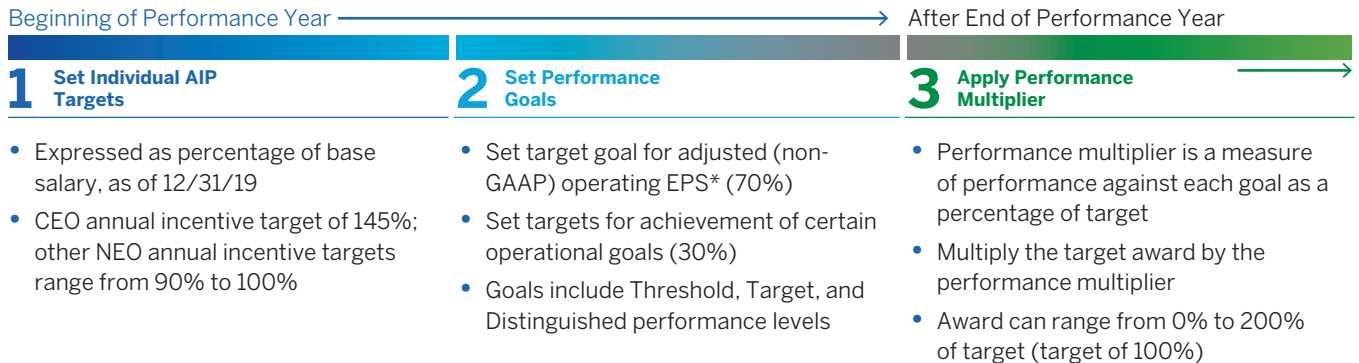 Beginning of Performance Year
After End of Performance Year
1 Set Individual AIP
Targets
• Expressed as percentage of base
salary, as of 12/31/19
• CEO annual incentive target of 145%;
other NEO annual incentive targets
range from 90% to 100%
2 Set Performance
Goals
• Set target goal for adjusted (non-
GAAP) operating EPS* (70%)
• Set targets for achievement of certain
operational goals (30%)
• Goals include Threshold, Target, and
Distinguished performance levels
3 Apply Performance
Multiplier
• Performance multiplier is a measure
of performance against each goal as a
percentage of target
• Multiply the target award by the
performance multiplier
• Award can range from 0% to 200%
of target (target of 100%)